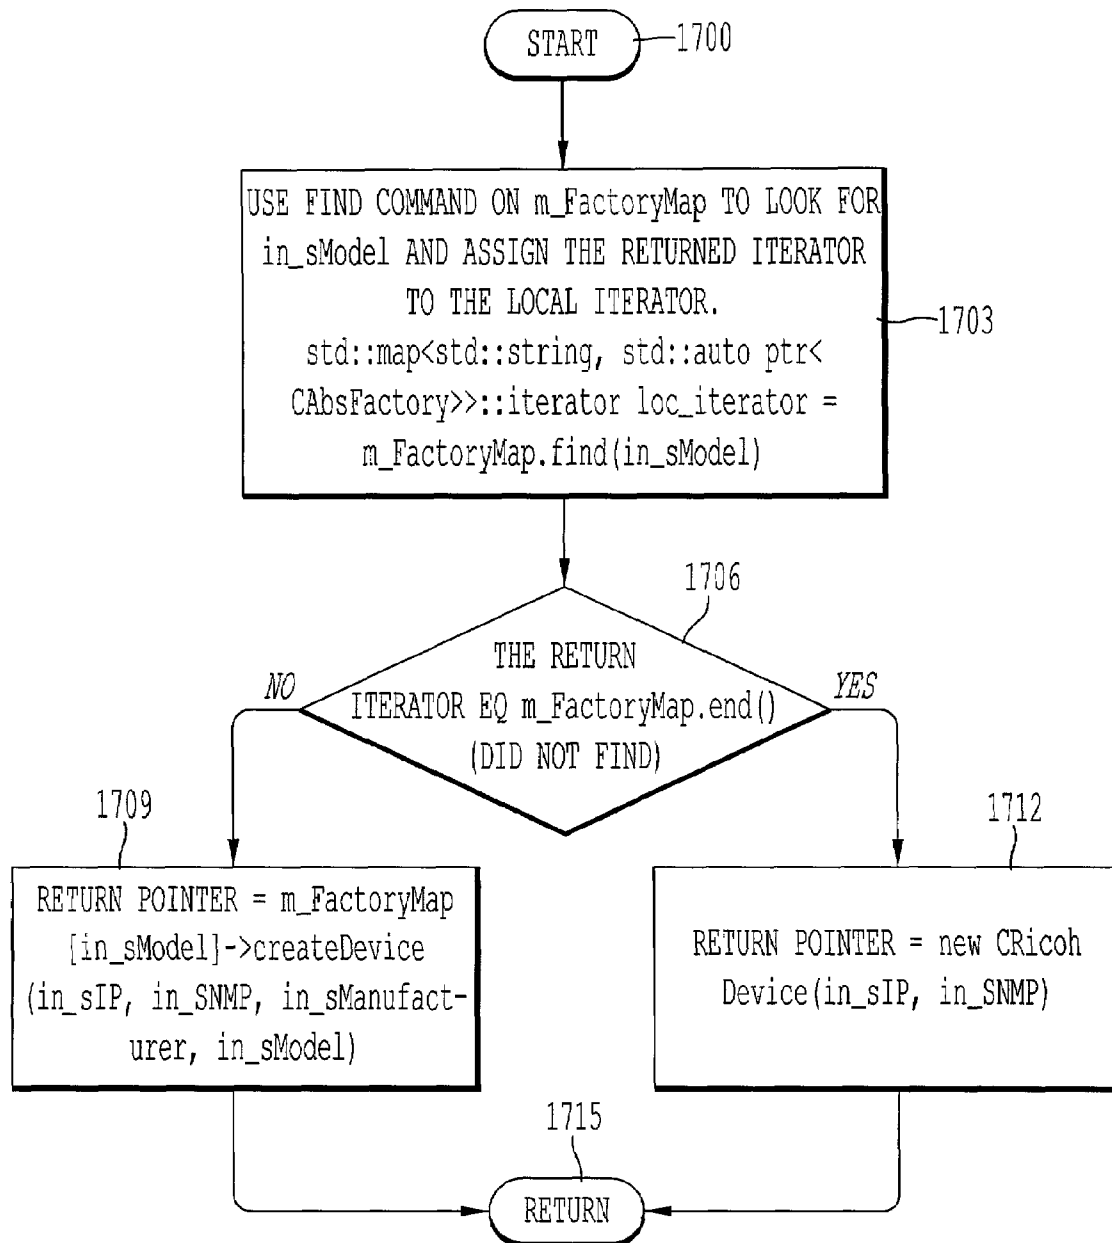 START
1700
USE FIND COMMAND ON m_FactoryMap TO LOOK FOR
in_sModel AND ASSIGN THE RETURNED ITERATOR
TO THE LOCAL ITERATOR.
std::map<std::string, std::auto ptr<
CAbsFactory>>::iterator loc_iterator =
m_FactoryMap.find(in_sModel)
1703
1706
THE RETURN
ITERATOR EQ m_FactoryMap.end()
(DID NOT FIND)
NO
YES
1709
RETURN POINTER = m_FactoryMap
[in_sModel]->createDevice
(in_sIP, in_SNMP, in_sManufact-
urer, in_sModel)
1712
RETURN POINTER = new CRicoh
Device(in_sIP, in_SNMP)
1715
RETURN